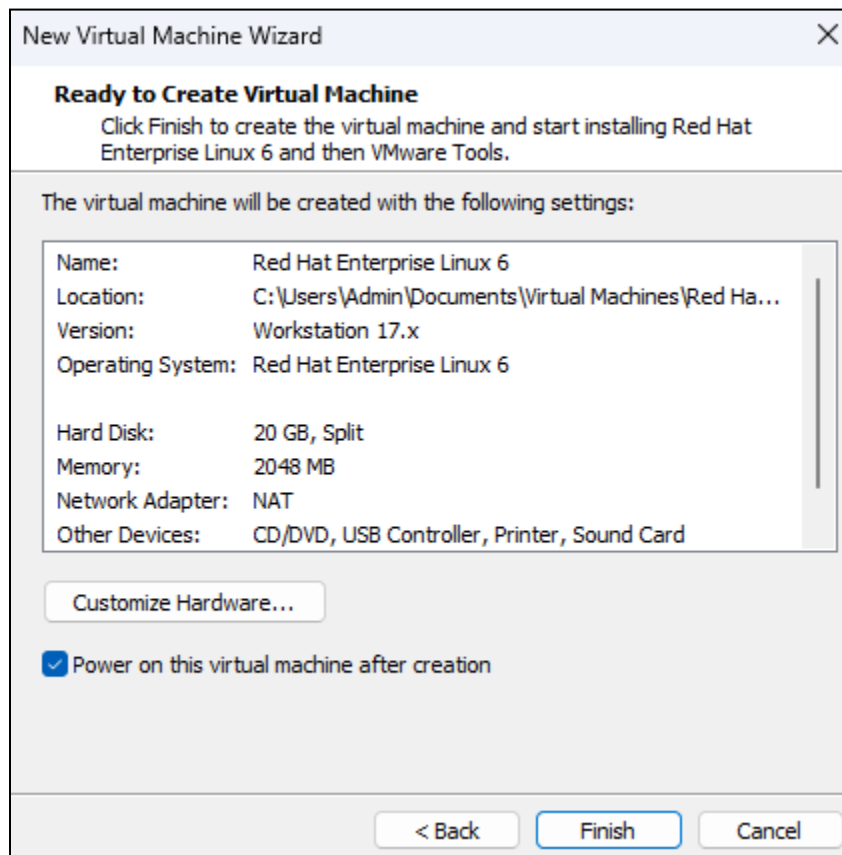 New Virtual Machine Wizard
Ready to Create Virtual Machine
Click Finish to create the virtual machine and start installing Red Hat
Enterprise Linux 6 and then VMware Tools.
The virtual machine will be created with the following settings:
Name: Red Hat Enterprise Linux 6
Location: C:\Users\Admin\Documents\Virtual Machines\Red Ha...
Version: Workstation 17.x
Operating System: Red Hat Enterprise Linux 6
Hard Disk: 20 GB, Split
Memory: 2048 MB
Network Adapter: NAT
Other Devices: CD/DVD, USB Controller, Printer, Sound Card
Customize Hardware...
Power on this virtual machine after creation
< Back Finish Cancel